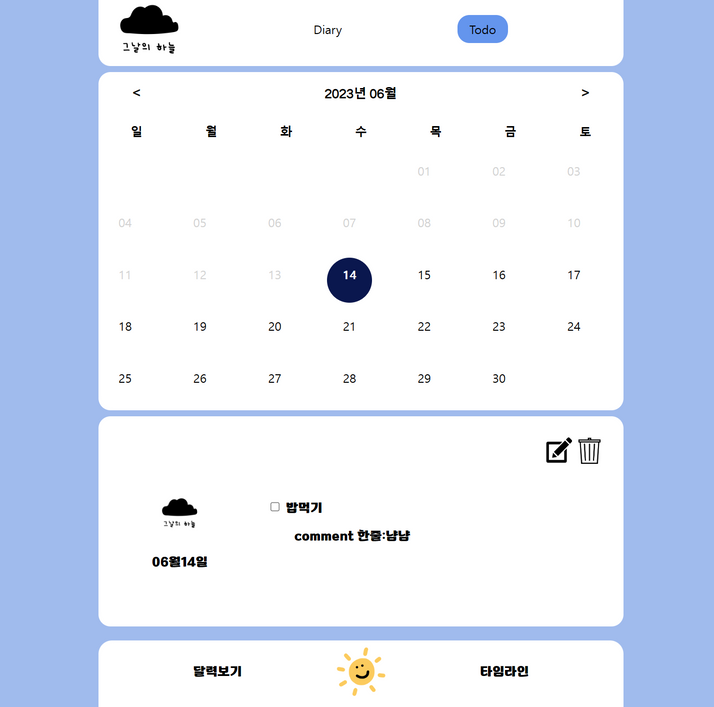 그날의 하늘
Diary
Todo
< 2023년 06월 >
일 월 화 수 목 금 토
01 02 03
04 05 06 07 08 09 10
11 12 13 14 15 16 17
18 19 20 21 22 23 24
25 26 27 28 29 30
밥먹기
comment 한줄:냠냠
그날의 하늘
06월14일
달력보기
타임라인